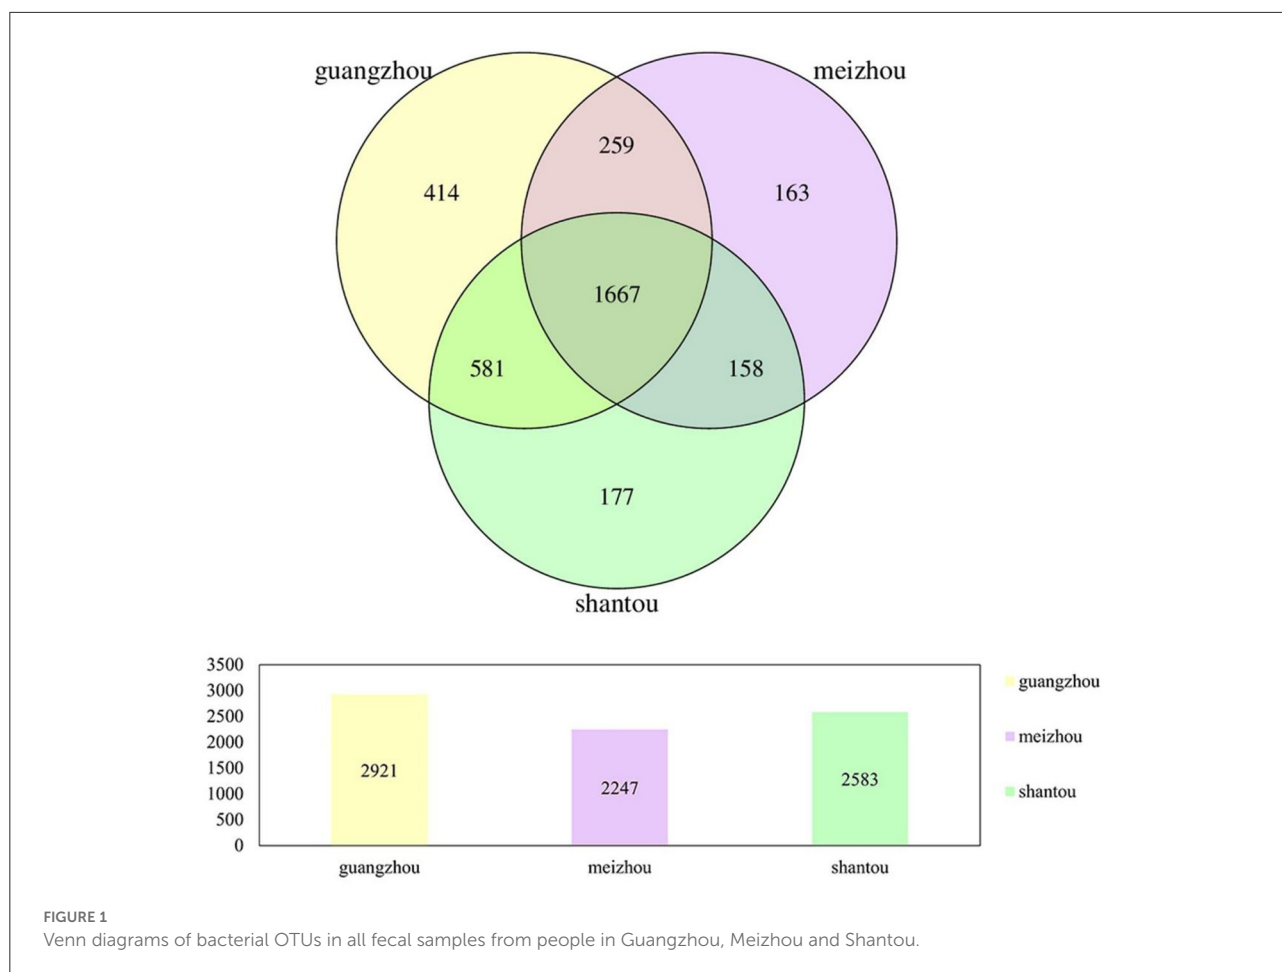 guangzhou
meizhou
259
414
163
1667
581
158
177
shantou
3500
3000
2500
2000
1500
1000
500
0
2921
2247
2583
guangzhou
meizhou
shantou
guangzhou
meizhou
shantou
FIGURE 1
Venn diagrams of bacterial OTUs in all fecal samples from people in Guangzhou, Meizhou and Shantou.